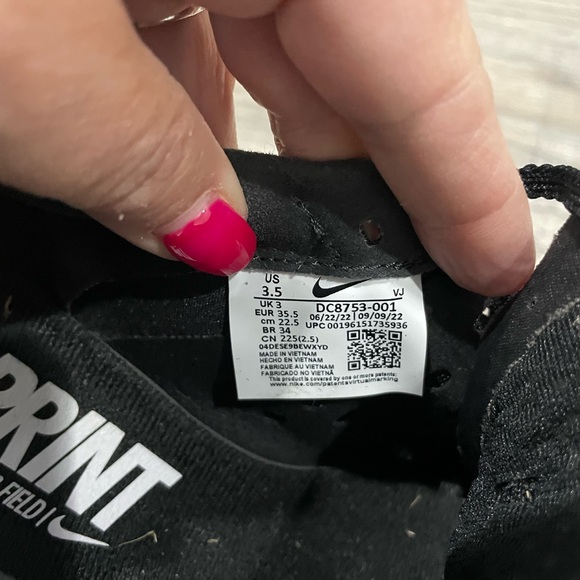 US
3.5
VJ
UK 3
EUR 35.5
cm 22.5
BR 34
CN 225(2.5)
DC8753-001
06/22/22 | 09/09/22
UPC 00196151735936
04DESE9BEWXYD
MADE IN VIETNAM
HECHO EN VIETNAM
FABRIQUE AU VIETNAM
FABRICADO NO VIETNÃ
This product is covered by one or more patents
www.nike.com/patentsvirtualmarking
PRINT
FIELD /